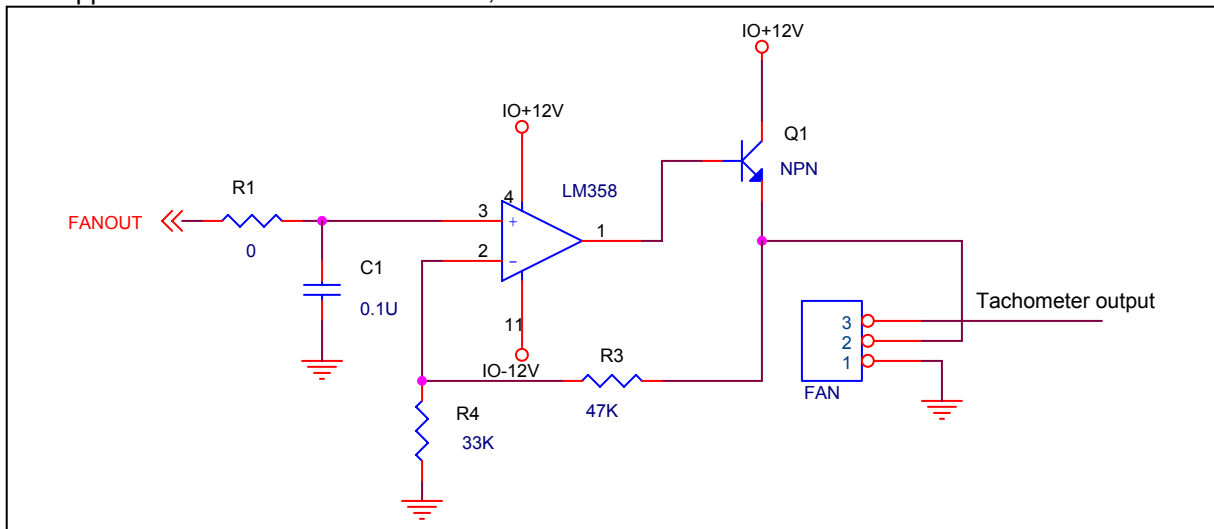 IO+12V
Q1
NPN
IO+12V
4
LM358
R1
FANOUT
0
3
+
1
2
-
C1
0.1U
11
IO-12V
R3
47K
R4
33K
Tachometer output
3
2
1
FAN